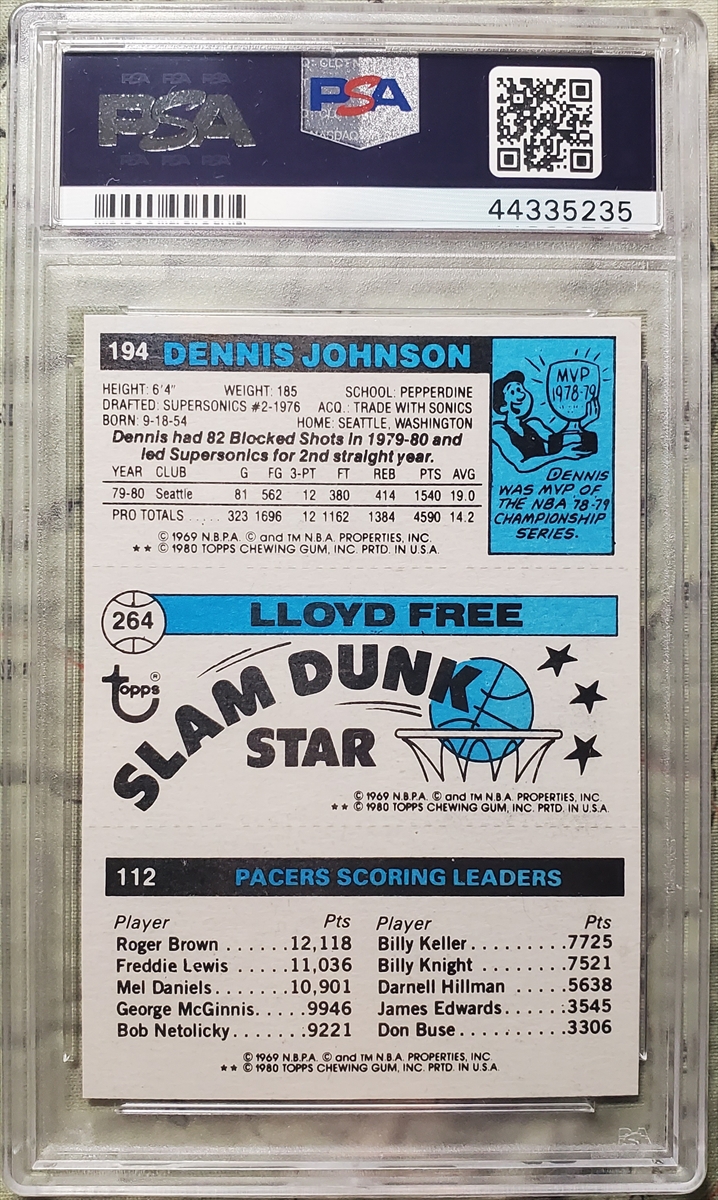 PSA PSA PSA
PSA
PSA PSA PSA
PSA
44335235
194 DENNIS JOHNSON
HEIGHT: 6'4" WEIGHT: 185 SCHOOL: PEPPERDINE
DRAFTED: SUPERSONICS #2-1976 ACQ.: TRADE WITH SONICS
BORN: 9-18-54 HOME: SEATTLE, WASHINGTON
Dennis had 82 Blocked Shots in 1979-80 and
led Supersonics for 2nd straight year.
YEAR CLUB G FG 3-PT FT REB PTS AVG
79-80 Seattle 81 562 12 380 414 1540 19.0
PRO TOTALS ..... 323 1696 12 1162 1384 4590 14.2
© 1969 N.B.P.A. © and TM N.B.A. PROPERTIES, INC.
★★ © 1980 TOPPS CHEWING GUM, INC. PRTD. IN U.S.A.
MVP
1978-79
DENNIS
WAS MVP OF
THE NBA '78-79
CHAMPIONSHIP
SERIES.
264 LLOYD FREE
topps®
SLAM DUNK
STAR
© 1969 N.B.P.A. © and TM N.B.A. PROPERTIES, INC.
★★ © 1980 TOPPS CHEWING GUM, INC. PRTD. IN U.S.A.
112 PACERS SCORING LEADERS
Player Pts Player Pts
Roger Brown ......12,118 Billy Keller.........7725
Freddie Lewis .....11,036 Billy Knight ........7521
Mel Daniels.......10,901 Darnell Hillman .....5638
George McGinnis.....9946 James Edwards......3545
Bob Netolicky.......9221 Don Buse..........3306
© 1969 N.B.P.A. © and TM N.B.A. PROPERTIES, INC.
★★ © 1980 TOPPS CHEWING GUM, INC. PRTD. IN U.S.A.
PSA